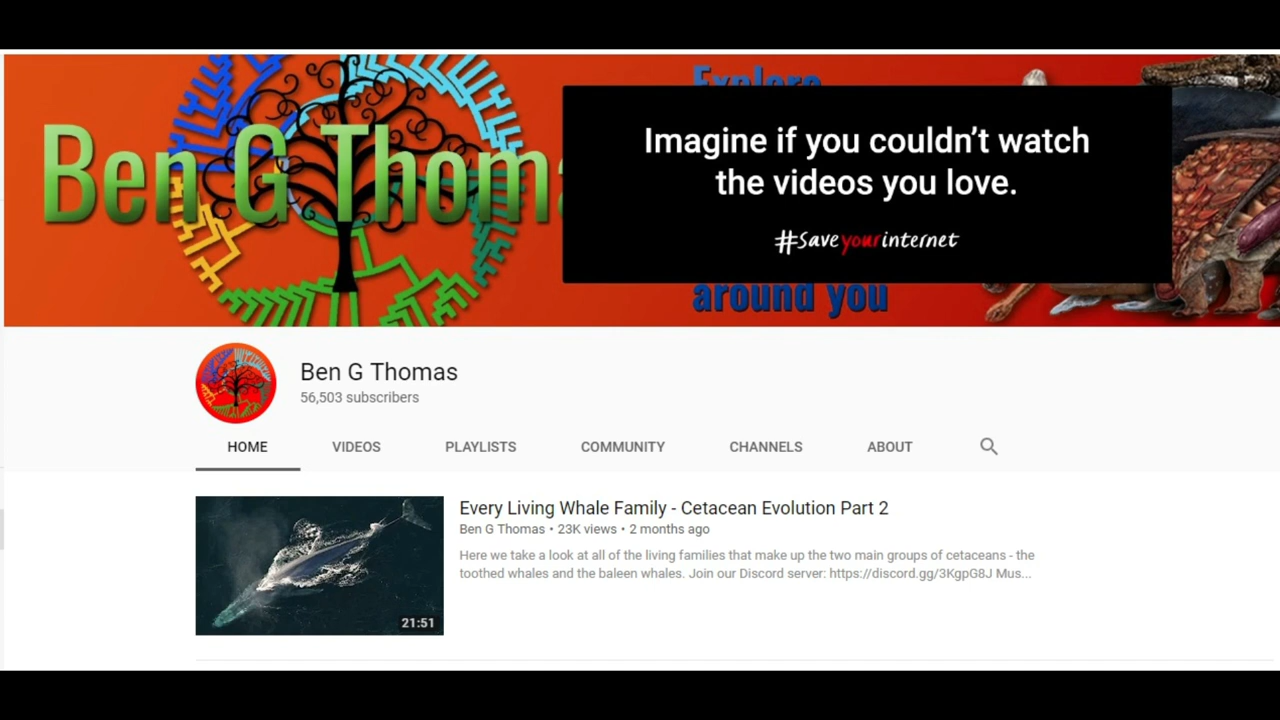 Explore
Ben G Thoma
Imagine if you couldn't watch
the videos you love.
#saveyourinternet
around you
Ben G Thomas
56,503 subscribers
HOME VIDEOS PLAYLISTS COMMUNITY CHANNELS ABOUT
Every Living Whale Family - Cetacean Evolution Part 2
Ben G Thomas • 23K views • 2 months ago
Here we take a look at all of the living families that make up the two main groups of cetaceans - the
toothed whales and the baleen whales. Join our Discord server: https://discord.gg/3KgpG8J Mus...
21:51